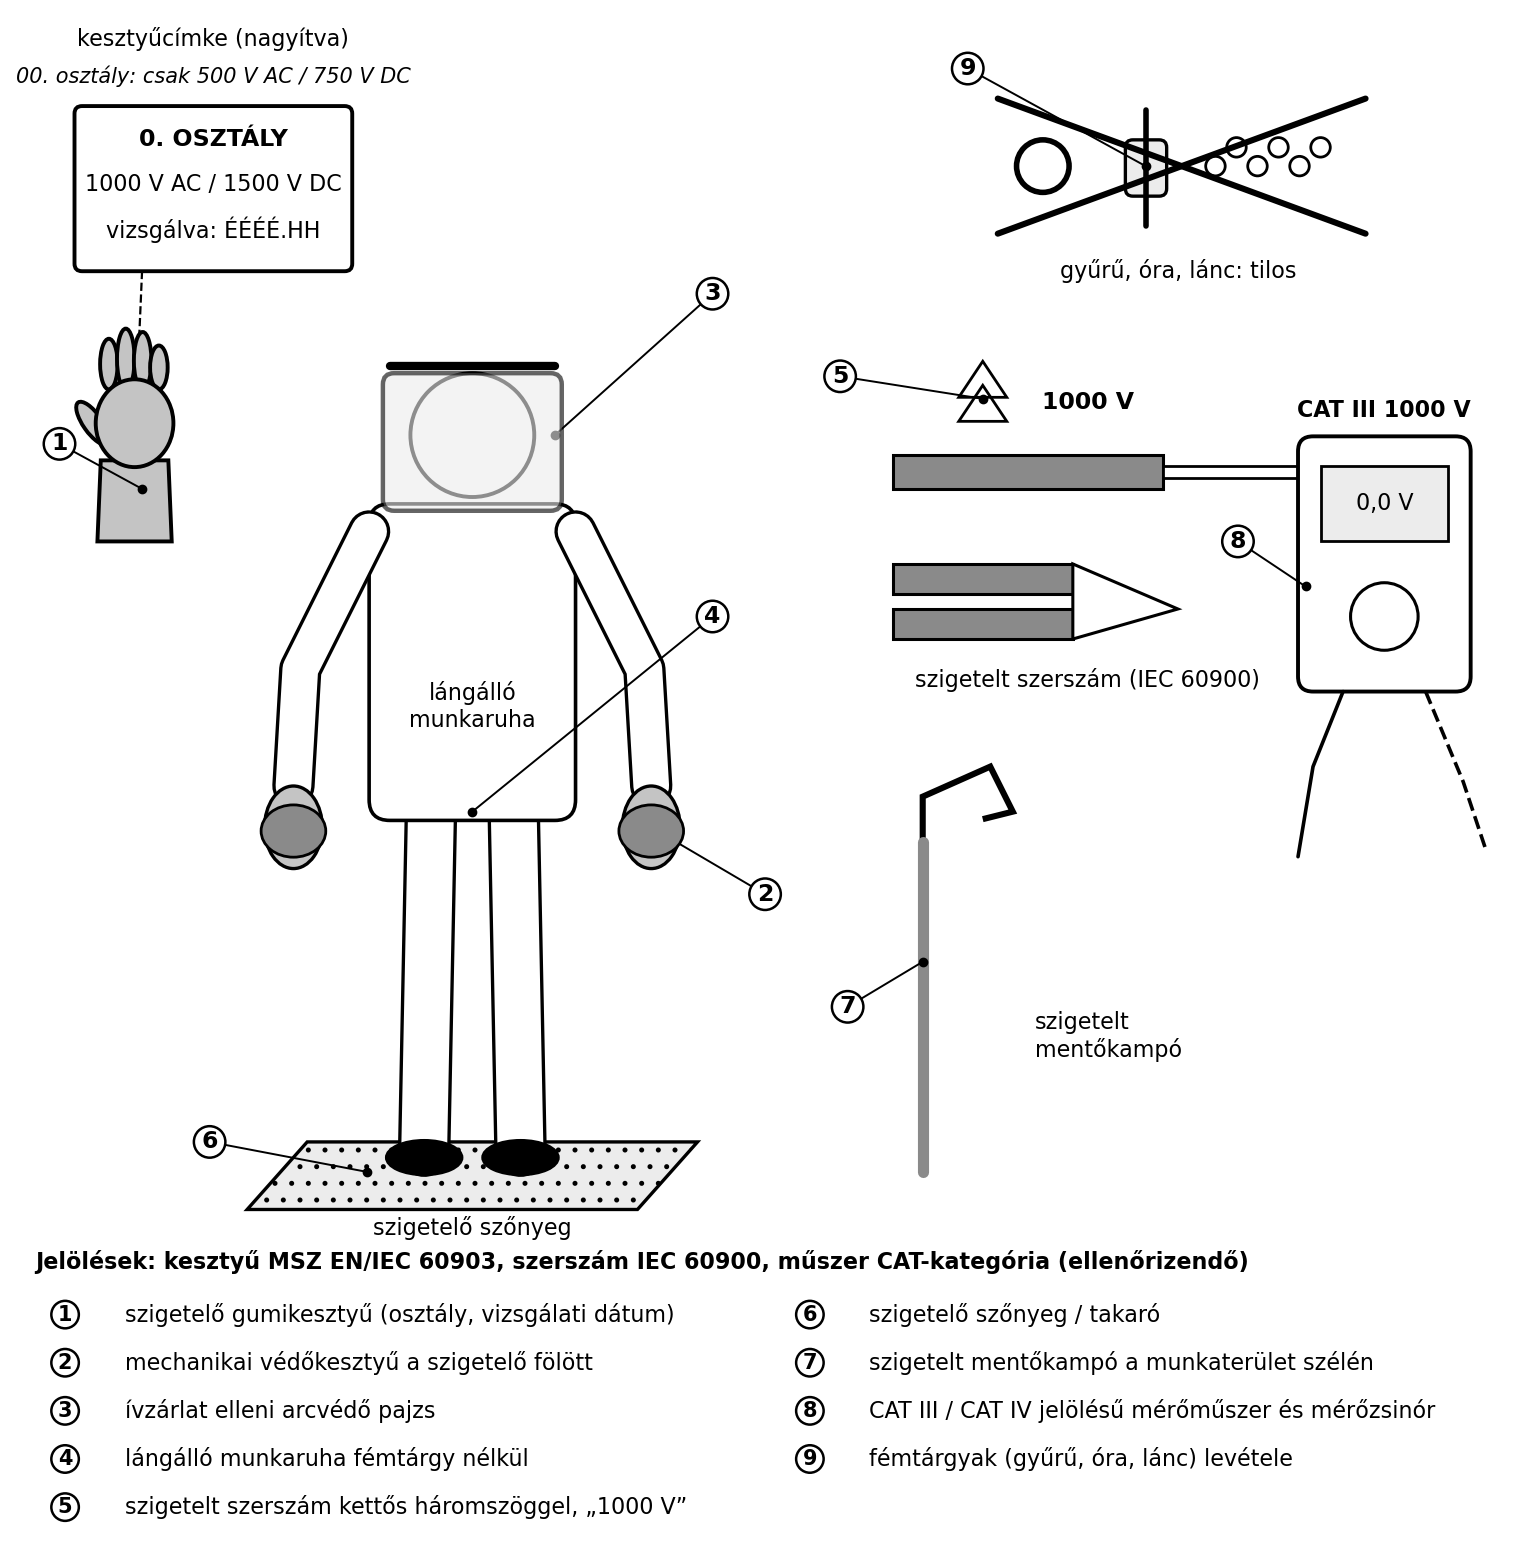 kesztyűcímke (nagyítva)
00. osztály: csak 500 V AC / 750 V DC
0. OSZTÁLY
1000 V AC / 1500 V DC
vizsgálva: ÉÉÉÉ.HH
9
gyűrű, óra, lánc: tilos
3
5
1000 V
CAT III 1000 V
1
0,0 V
8
4
szigetelt szerszám (IEC 60900)
lángálló
munkaruha
2
7
szigetelt
mentőkampó
6
szigetelő szőnyeg
Jelölések: kesztyű MSZ EN/IEC 60903, szerszám IEC 60900, műszer CAT-kategória (ellenőrizendő)
1 szigetelő gumikesztyű (osztály, vizsgálati dátum)
2 mechanikai védőkesztyű a szigetelő fölött
3 ívzárlat elleni arcvédő pajzs
4 lángálló munkaruha fémtárgy nélkül
5 szigetelt szerszám kettős háromszöggel, „1000 V”
6 szigetelő szőnyeg / takaró
7 szigetelt mentőkampó a munkaterület szélén
8 CAT III / CAT IV jelölésű mérőműszer és mérőzsinór
9 fémtárgyak (gyűrű, óra, lánc) levétele